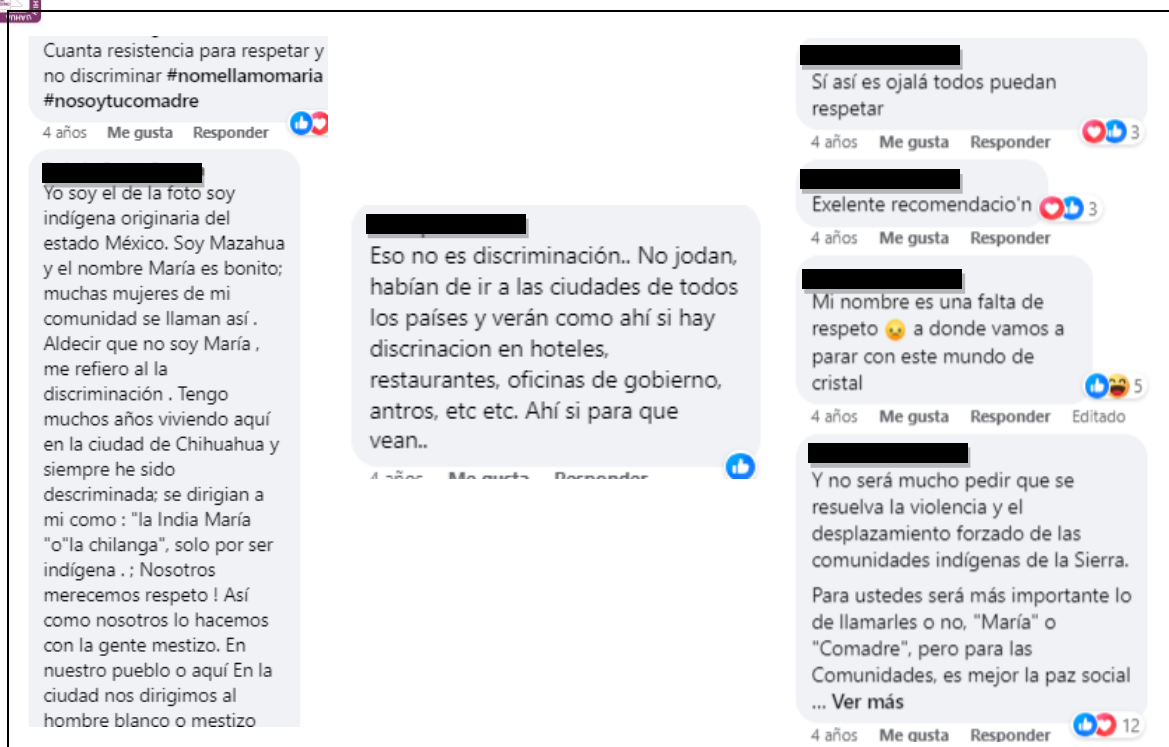 Cuanta resistencia para respetar y
no discriminar #nomellamomaria
#nosoytucomadre
4 años Me gusta Responder
Yo soy el de la foto soy
indígena originaria del
estado México. Soy Mazahua
y el nombre María es bonito;
muchas mujeres de mi
comunidad se llaman así .
Aldecir que no soy María ,
me refiero al la
discriminación . Tengo
muchos años viviendo aquí
en la ciudad de Chihuahua y
siempre he sido
descriminada; se dirigian a
mi como : "la India María
"o"la chilanga", solo por ser
indígena . ; Nosotros
merecemos respeto ! Así
como nosotros lo hacemos
con la gente mestizo. En
nuestro pueblo o aquí En la
ciudad nos dirigimos al
hombre blanco o mestizo
Eso no es discriminación.. No jodan,
habían de ir a las ciudades de todos
los países y verán como ahí si hay
discrinacion en hoteles,
restaurantes, oficinas de gobierno,
antros, etc etc. Ahí si para que
vean..
4 años Me gusta Responder
Sí así es ojalá todos puedan
respetar
4 años Me gusta Responder 3
Exelente recomendacio'n 3
4 años Me gusta Responder
Mi nombre es una falta de
respeto 😠 a donde vamos a
parar con este mundo de
cristal
5
4 años Me gusta Responder Editado
Y no será mucho pedir que se
resuelva la violencia y el
desplazamiento forzado de las
comunidades indígenas de la Sierra.
Para ustedes será más importante lo
de llamarles o no, "María" o
"Comadre", pero para las
Comunidades, es mejor la paz social
... Ver más
4 años Me gusta Responder 12